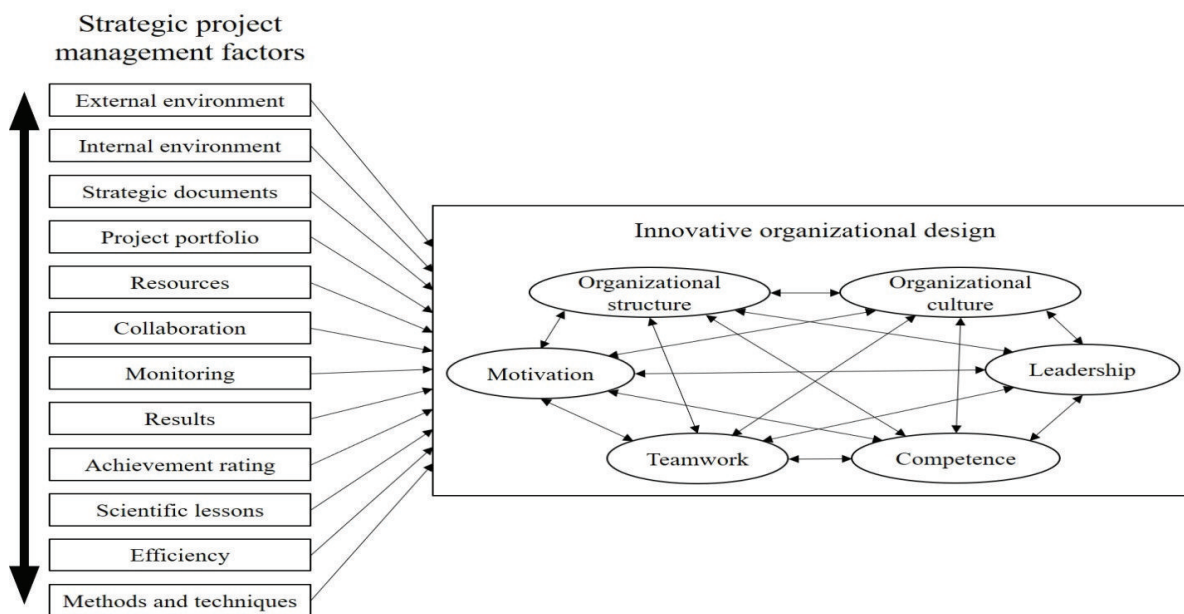 Strategic project
management factors
External environment
Internal environment
Strategic documents
Project portfolio
Resources
Collaboration
Monitoring
Results
Achievement rating
Scientific lessons
Efficiency
Methods and techniques
Innovative organizational design
Organizational
structure
Organizational
culture
Motivation
Leadership
Teamwork
Competence